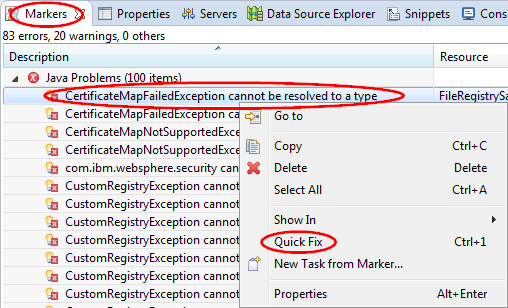 Markers Properties Servers Data Source Explorer Snippets Cons
83 errors, 20 warnings, 0 others
Description Resource
Java Problems (100 items)
CertificateMapFailedException cannot be resolved to a type FileRegistrySa
CertificateMapFailedException ca
CertificateMapNotSupportedExce
CertificateMapNotSupportedExce
com.ibm.websphere.security canno
CustomRegistryException cannot
CustomRegistryException cannot
CustomRegistryException cannot
CustomRegistryException cannot
CustomRegistryException cannot
CustomRegistryException cannot
CustomRegistryException cannot
Go to
Copy Ctrl+C
Delete Delete
Select All Ctrl+A
Show In
Quick Fix Ctrl+1
New Task from Marker...
Properties Alt+Enter